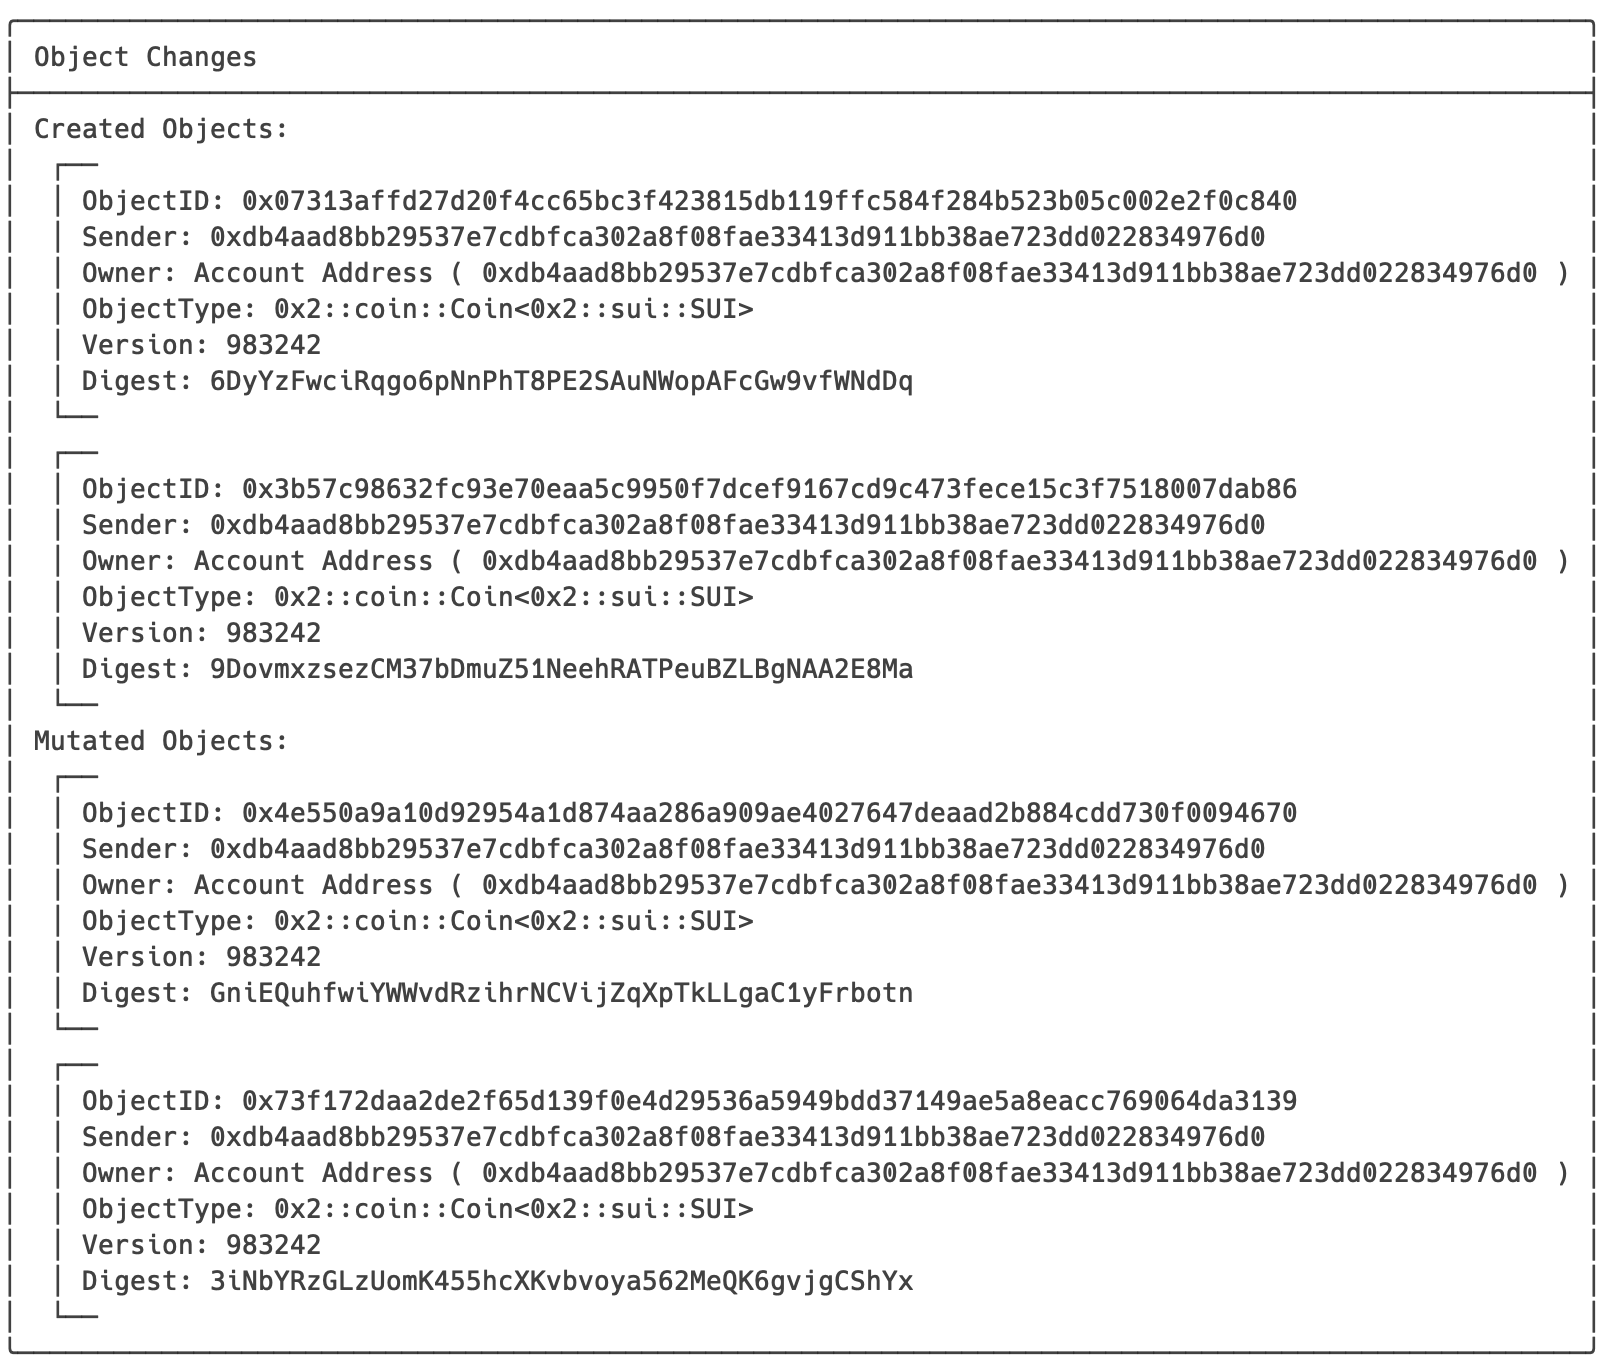 Object Changes
Created Objects:
ObjectID: 0x07313affd27d20f4cc65bc3f423815db119ffc584f284b523b05c002e2f0c840
Sender: 0xdb4aad8bb29537e7cdbfca302a8f08fae33413d911bb38ae723dd022834976d0
Owner: Account Address ( 0xdb4aad8bb29537e7cdbfca302a8f08fae33413d911bb38ae723dd022834976d0 )
ObjectType: 0x2::coin::Coin<0x2::sui::SUI>
Version: 983242
Digest: 6DyYzFwciRqgo6pNnPhT8PE2SAuNWopAFcGw9vfWNdDq
ObjectID: 0x3b57c98632fc93e70eaa5c9950f7dcef9167cd9c473fece15c3f7518007dab86
Sender: 0xdb4aad8bb29537e7cdbfca302a8f08fae33413d911bb38ae723dd022834976d0
Owner: Account Address ( 0xdb4aad8bb29537e7cdbfca302a8f08fae33413d911bb38ae723dd022834976d0 )
ObjectType: 0x2::coin::Coin<0x2::sui::SUI>
Version: 983242
Digest: 9DovmxzsezCM37bDmuZ51NeehRATPeuBZLBgNAA2E8Ma
Mutated Objects:
ObjectID: 0x4e550a9a10d92954a1d874aa286a909ae4027647deaad2b884cdd730f0094670
Sender: 0xdb4aad8bb29537e7cdbfca302a8f08fae33413d911bb38ae723dd022834976d0
Owner: Account Address ( 0xdb4aad8bb29537e7cdbfca302a8f08fae33413d911bb38ae723dd022834976d0 )
ObjectType: 0x2::coin::Coin<0x2::sui::SUI>
Version: 983242
Digest: GniEQuhfwiYWWvdRzihrNCVijZqXpTkLLgaC1yFrbotn
ObjectID: 0x73f172daa2de2f65d139f0e4d29536a5949bdd37149ae5a8eacc769064da3139
Sender: 0xdb4aad8bb29537e7cdbfca302a8f08fae33413d911bb38ae723dd022834976d0
Owner: Account Address ( 0xdb4aad8bb29537e7cdbfca302a8f08fae33413d911bb38ae723dd022834976d0 )
ObjectType: 0x2::coin::Coin<0x2::sui::SUI>
Version: 983242
Digest: 3iNbYRzGLzUomK455hcXKvbvoya562MeQK6gvjgCShYx